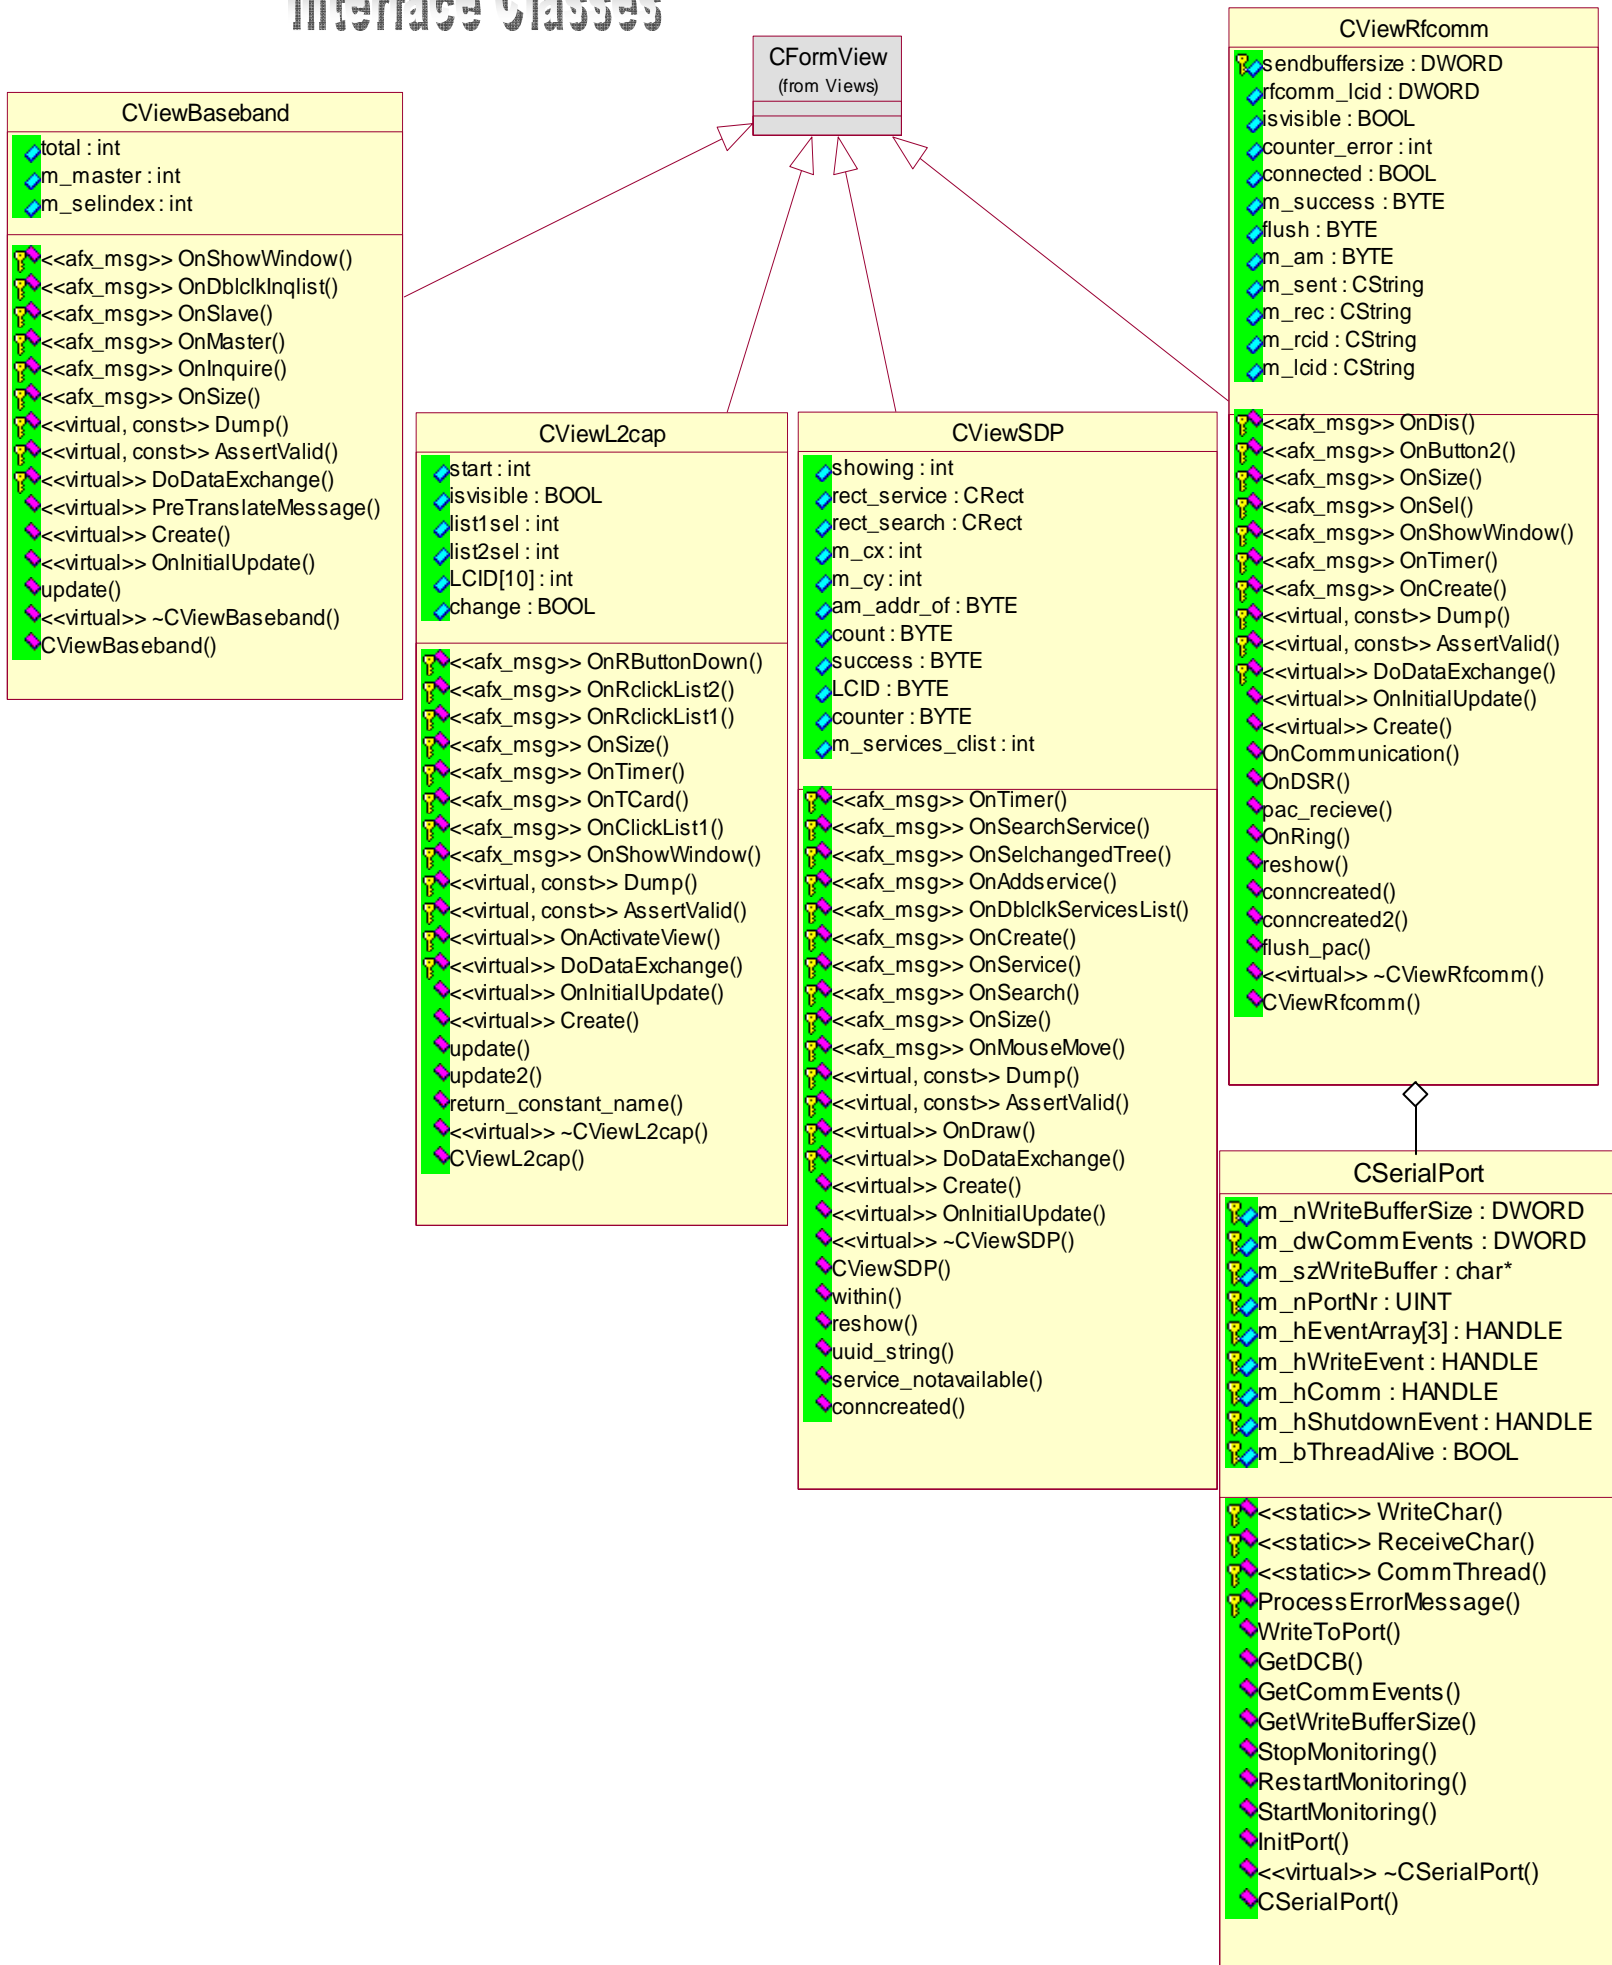 Interface Classes
CFormView
(from Views)
CViewBaseband
total : int
m_master : int
m_selindex : int
<<afx_msg>> OnShowWindow()
<<afx_msg>> OnDblclkInqlist()
<<afx_msg>> OnSlave()
<<afx_msg>> OnMaster()
<<afx_msg>> OnInquire()
<<afx_msg>> OnSize()
<<virtual, const>> Dump()
<<virtual, const>> AssertValid()
<<virtual>> DoDataExchange()
<<virtual>> PreTranslateMessage()
<<virtual>> Create()
<<virtual>> OnInitialUpdate()
update()
<<virtual>> ~CViewBaseband()
CViewBaseband()
CViewL2cap
start : int
isvisible : BOOL
list1sel : int
list2sel : int
LCID[10] : int
change : BOOL
<<afx_msg>> OnRButtonDown()
<<afx_msg>> OnRclickList2()
<<afx_msg>> OnRclickList1()
<<afx_msg>> OnSize()
<<afx_msg>> OnTimer()
<<afx_msg>> OnTCard()
<<afx_msg>> OnClickList1()
<<afx_msg>> OnShowWindow()
<<virtual, const>> Dump()
<<virtual, const>> AssertValid()
<<virtual>> OnActivateView()
<<virtual>> DoDataExchange()
<<virtual>> OnInitialUpdate()
<<virtual>> Create()
update()
update2()
return_constant_name()
<<virtual>> ~CViewL2cap()
CViewL2cap()
CViewSDP
showing : int
rect_service : CRect
rect_search : CRect
m_cx : int
m_cy : int
am_addr_of : BYTE
count : BYTE
success : BYTE
LCID : BYTE
counter : BYTE
m_services_clist : int
<<afx_msg>> OnTimer()
<<afx_msg>> OnSearchService()
<<afx_msg>> OnSelchangedTree()
<<afx_msg>> OnAddservice()
<<afx_msg>> OnDblclkServicesList()
<<afx_msg>> OnCreate()
<<afx_msg>> OnService()
<<afx_msg>> OnSearch()
<<afx_msg>> OnSize()
<<afx_msg>> OnMouseMove()
<<virtual, const>> Dump()
<<virtual, const>> AssertValid()
<<virtual>> OnDraw()
<<virtual>> DoDataExchange()
<<virtual>> Create()
<<virtual>> OnInitialUpdate()
<<virtual>> ~CViewSDP()
CViewSDP()
within()
reshow()
uuid_string()
service_notavailable()
conncreated()
CViewRfcomm
sendbuffersize : DWORD
rfcomm_lcid : DWORD
isvisible : BOOL
counter_error : int
connected : BOOL
m_success : BYTE
flush : BYTE
m_am : BYTE
m_sent : CString
m_rec : CString
m_rcid : CString
m_lcid : CString
<<afx_msg>> OnDis()
<<afx_msg>> OnButton2()
<<afx_msg>> OnSize()
<<afx_msg>> OnSel()
<<afx_msg>> OnShowWindow()
<<afx_msg>> OnTimer()
<<afx_msg>> OnCreate()
<<virtual, const>> Dump()
<<virtual, const>> AssertValid()
<<virtual>> DoDataExchange()
<<virtual>> OnInitialUpdate()
<<virtual>> Create()
OnCommunication()
OnDSR()
pac_recieve()
OnRing()
reshow()
conncreated()
conncreated2()
flush_pac()
<<virtual>> ~CViewRfcomm()
CViewRfcomm()
CSerialPort
m_nWriteBufferSize : DWORD
m_dwCommEvents : DWORD
m_szWriteBuffer : char*
m_nPortNr : UINT
m_hEventArray[3] : HANDLE
m_hWriteEvent : HANDLE
m_hComm : HANDLE
m_hShutdownEvent : HANDLE
m_bThreadAlive : BOOL
<<static>> WriteChar()
<<static>> ReceiveChar()
<<static>> CommThread()
ProcessErrorMessage()
WriteToPort()
GetDCB()
GetCommEvents()
GetWriteBufferSize()
StopMonitoring()
RestartMonitoring()
StartMonitoring()
InitPort()
<<virtual>> ~CSerialPort()
CSerialPort()